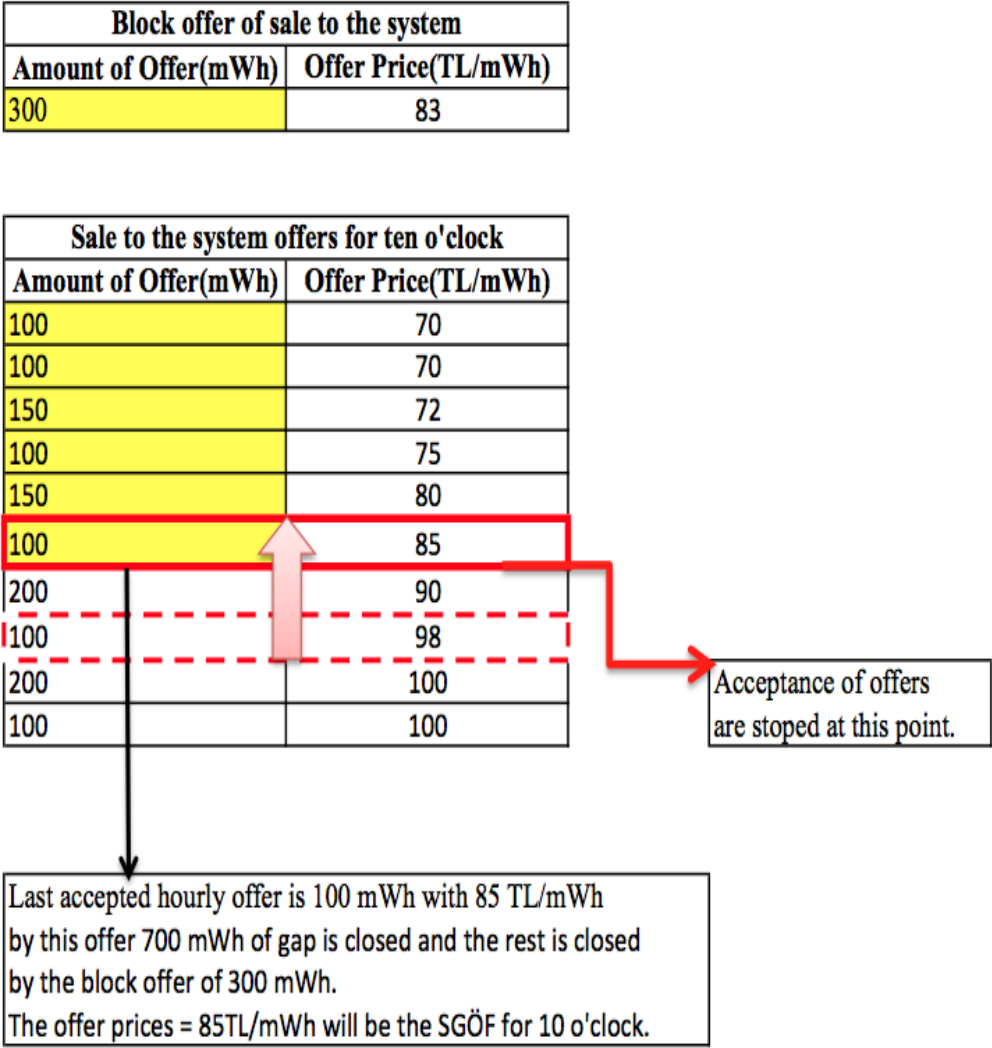 Block offer of sale to the system
Amount of Offer(mWh) Offer Price(TL/mWh)
300 83
Sale to the system offers for ten o'clock
Amount of Offer(mWh) Offer Price(TL/mWh)
100 70
100 70
150 72
100 75
150 80
100 85
200 90
100 98
200 100
100 100
Acceptance of offers
are stoped at this point.
Last accepted hourly offer is 100 mWh with 85 TL/mWh
by this offer 700 mWh of gap is closed and the rest is closed
by the block offer of 300 mWh.
The offer prices = 85TL/mWh will be the SGÖF for 10 o'clock.